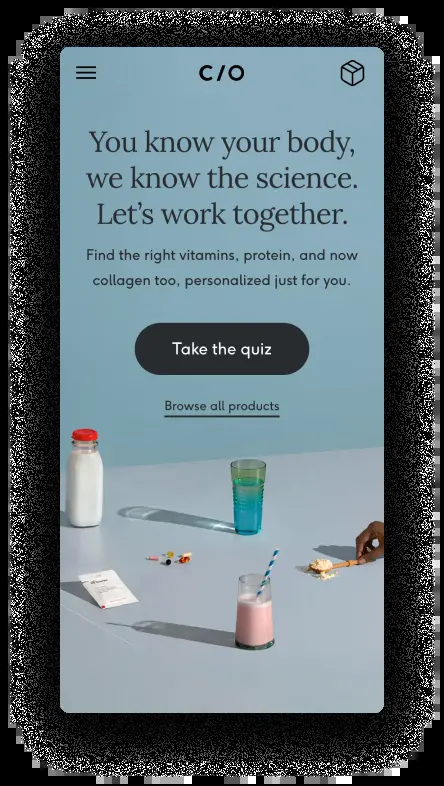 C/O
You know your body,
we know the science.
Let's work together.
Find the right vitamins, protein, and now
collagen too, personalized just for you.
Take the quiz
Browse all products